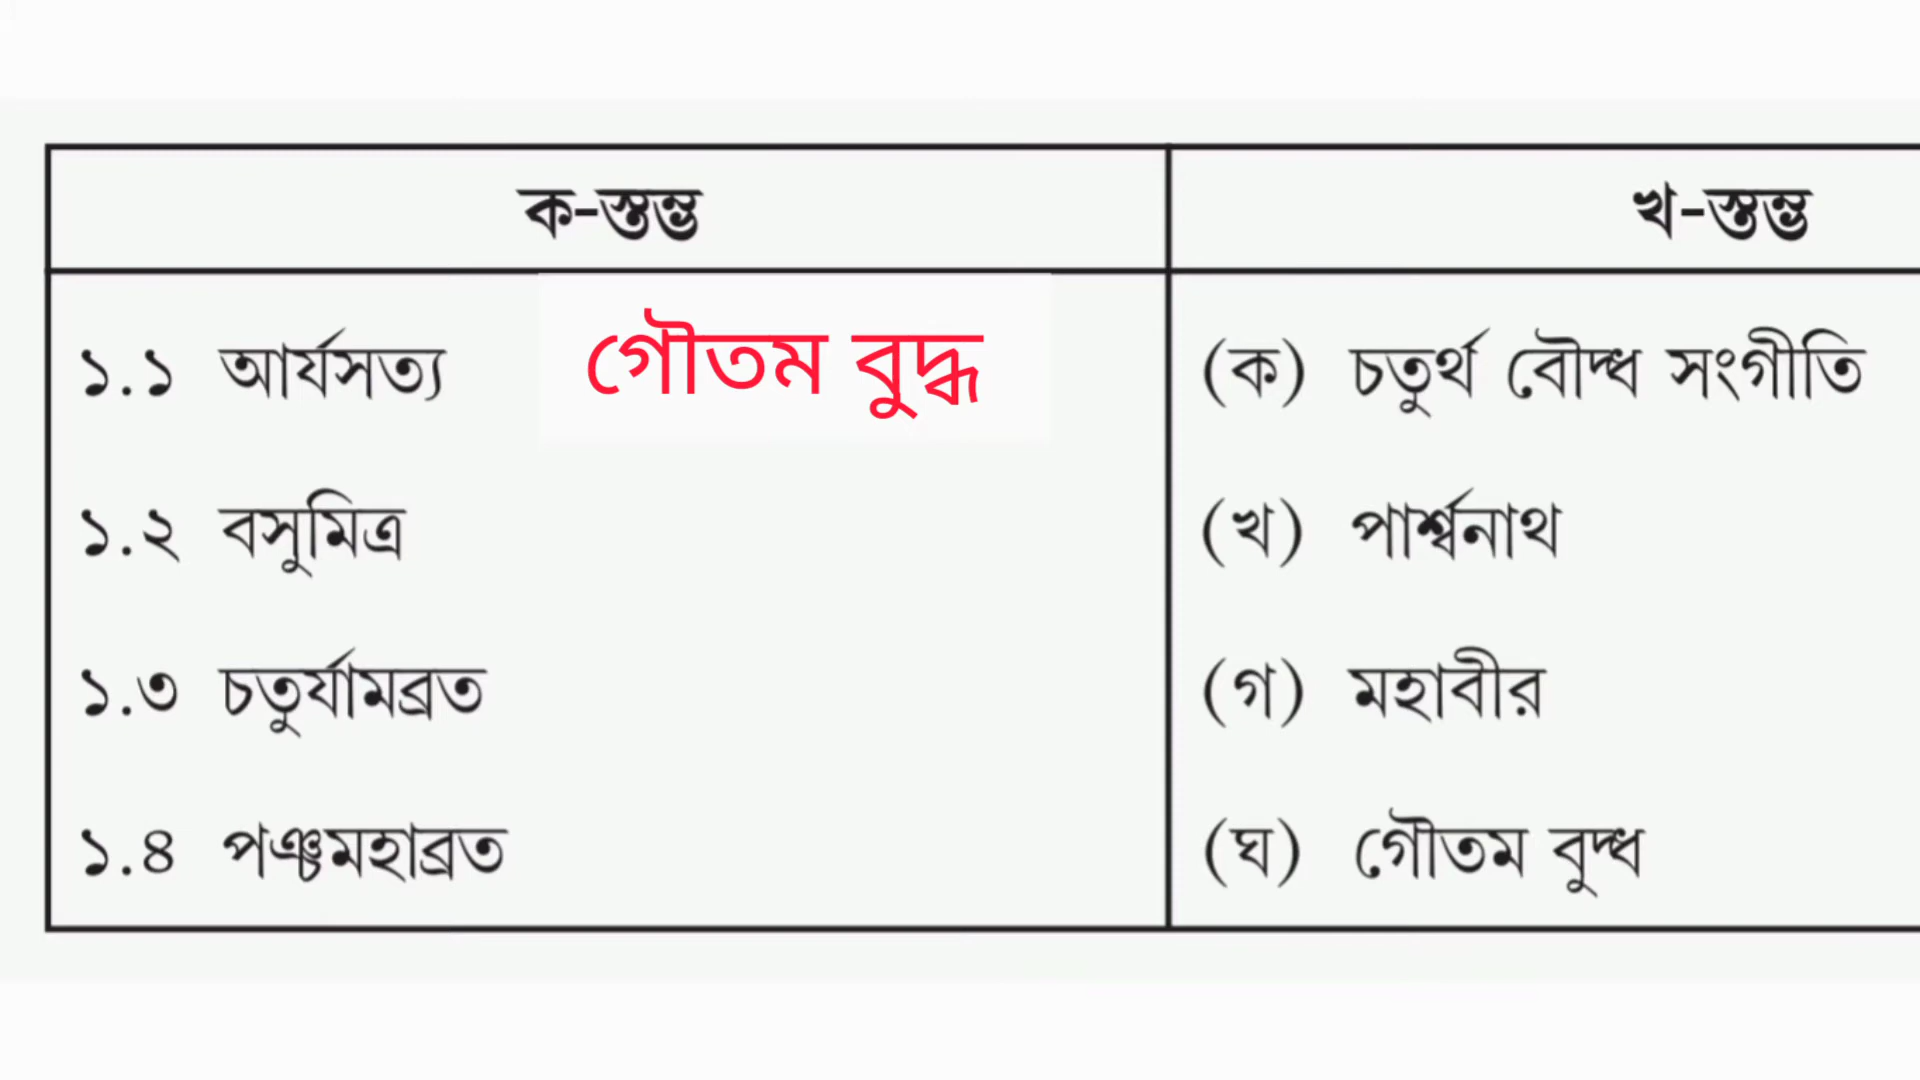 ক-স্তম্ভ খ-স্তম্ভ
১.১ আর্যসত্য গৌতম বুদ্ধ (ক) চতুর্থ বৌদ্ধ সংগীতি
১.২ বসুমিত্র (খ) পার্শ্বনাথ
১.৩ চতুর্যামব্রত (গ) মহাবীর
১.৪ পঞ্চমহাব্রত (ঘ) গৌতম বুদ্ধ